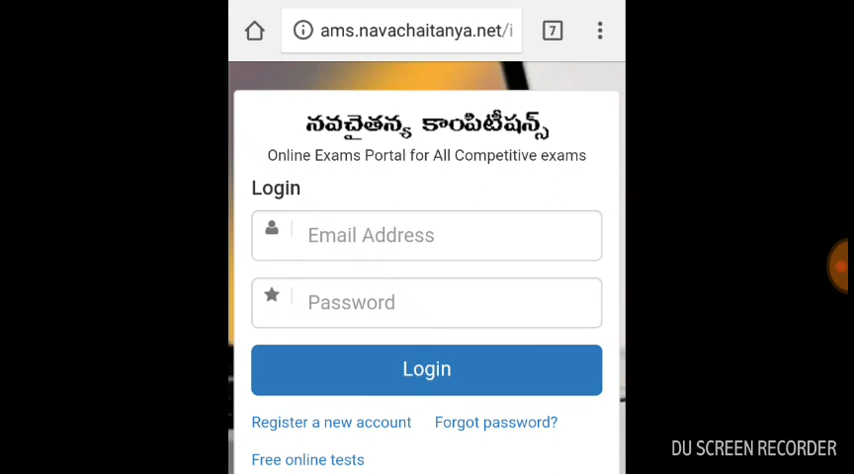 ams.navachaitanya.net/i
7
నవచైతన్య కాంపిటీషన్స్
Online Exams Portal for All Competitive exams
Login
Email Address
Password
Login
Register a new account Forgot password?
Free online tests
DU SCREEN RECORDER